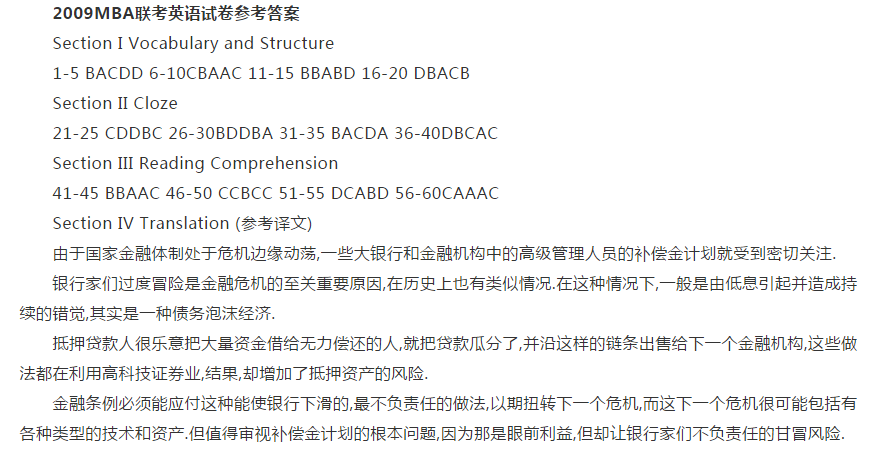 2009MBA联考英语试卷参考答案
Section I Vocabulary and Structure
1-5 BACDD 6-10CBAAC 11-15 BBABD 16-20 DBACB
Section II Cloze
21-25 CDDBC 26-30BDDBA 31-35 BACDA 36-40DBCAC
Section III Reading Comprehension
41-45 BBAAC 46-50 CCBCC 51-55 DCABD 56-60CAAAC
Section IV Translation (参考译文)
由于国家金融体制处于危机边缘动荡,一些大银行和金融机构中的高级管理人员的补偿金计划就受到密切关注.
银行家们过度冒险是金融危机的至关重要原因,在历史上也有类似情况.在这种情况下,一般是由低息引起并造成持
续的错觉,其实是一种债务泡沫经济.
抵押贷款人很乐意把大量资金借给无力偿还的人,就把贷款瓜分了,并沿这样的链条出售给下一个金融机构,这些做
法都在利用高科技证券业,结果,却增加了抵押资产的风险.
金融条例必须能应付这种能使银行下滑的,最不负责任的做法,以期扭转下一个危机,而这下一个危机很可能包括有
各种类型的技术和资产.但值得审视补偿金计划的根本问题,因为那是眼前利益,但却让银行家们不负责任的甘冒风险.